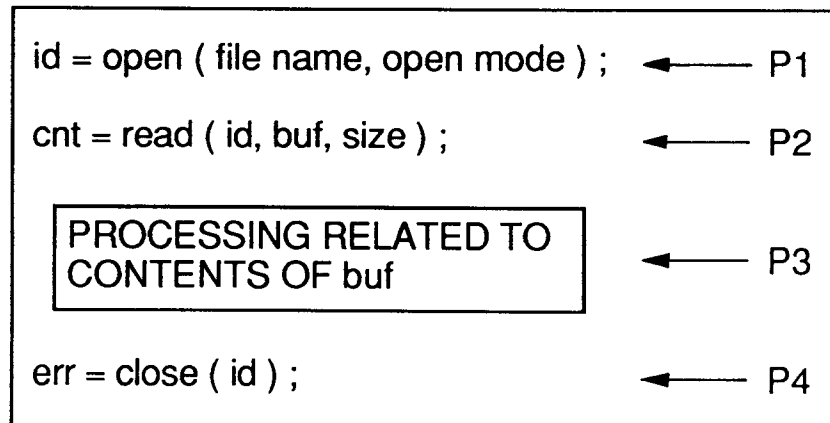 id = open ( file name, open mode ) ; P1
cnt = read ( id, buf, size ) ; P2
PROCESSING RELATED TO
CONTENTS OF buf P3
err = close ( id ) ; P4